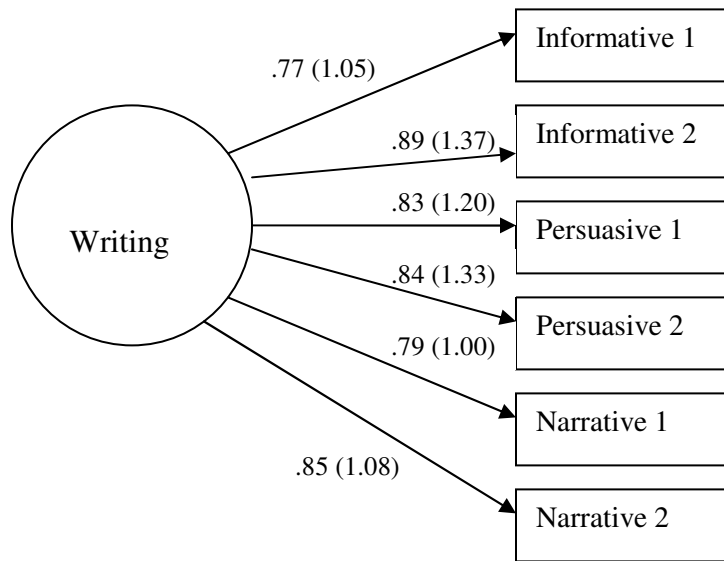 Informative 1
.77 (1.05)
Informative 2
.89 (1.37)
.83 (1.20)
Persuasive 1
Writing
.84 (1.33)
Persuasive 2
.79 (1.00)
Narrative 1
.85 (1.08)
Narrative 2